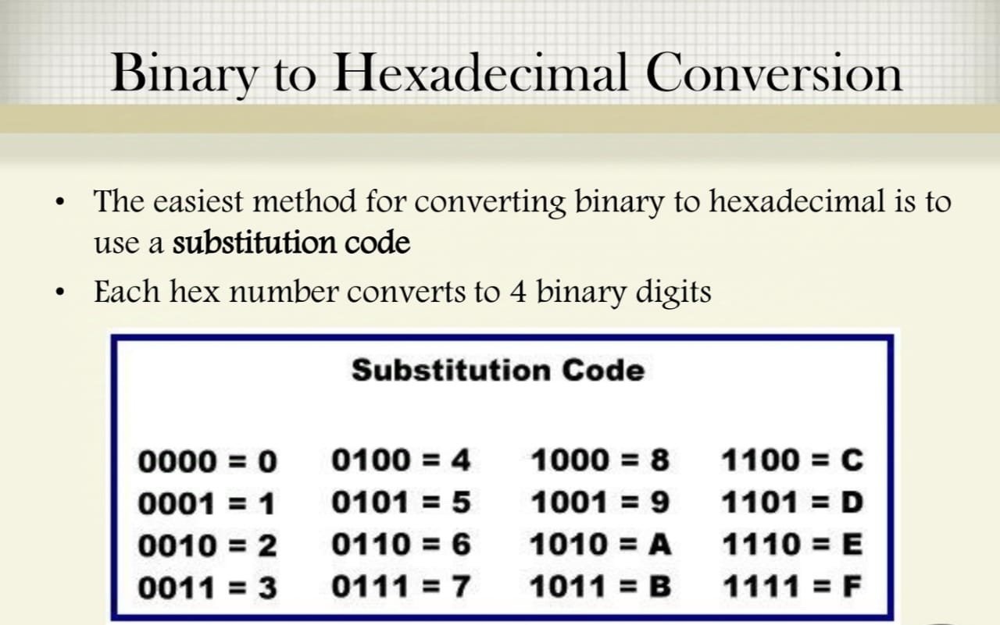 Binary to Hexadecimal Conversion
• The easiest method for converting binary to hexadecimal is to
use a substitution code
• Each hex number converts to 4 binary digits
Substitution Code
0000 = 0 0100 = 4 1000 = 8 1100 = C
0001 = 1 0101 = 5 1001 = 9 1101 = D
0010 = 2 0110 = 6 1010 = A 1110 = E
0011 = 3 0111 = 7 1011 = B 1111 = F